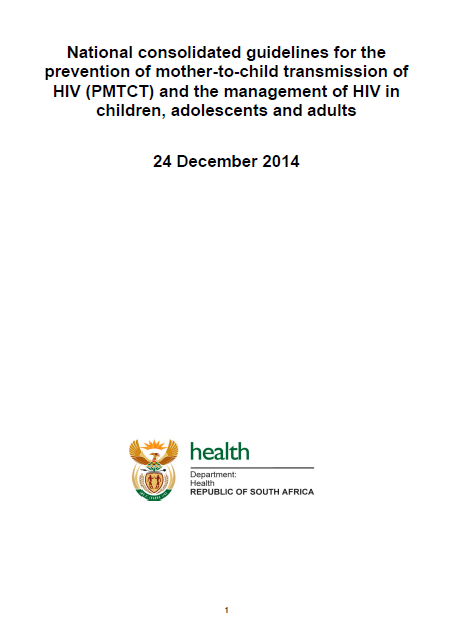 National consolidated guidelines for the
prevention of mother-to-child transmission of
HIV (PMTCT) and the management of HIV in
children, adolescents and adults
24 December 2014
health
Department:
Health
REPUBLIC OF SOUTH AFRICA
1